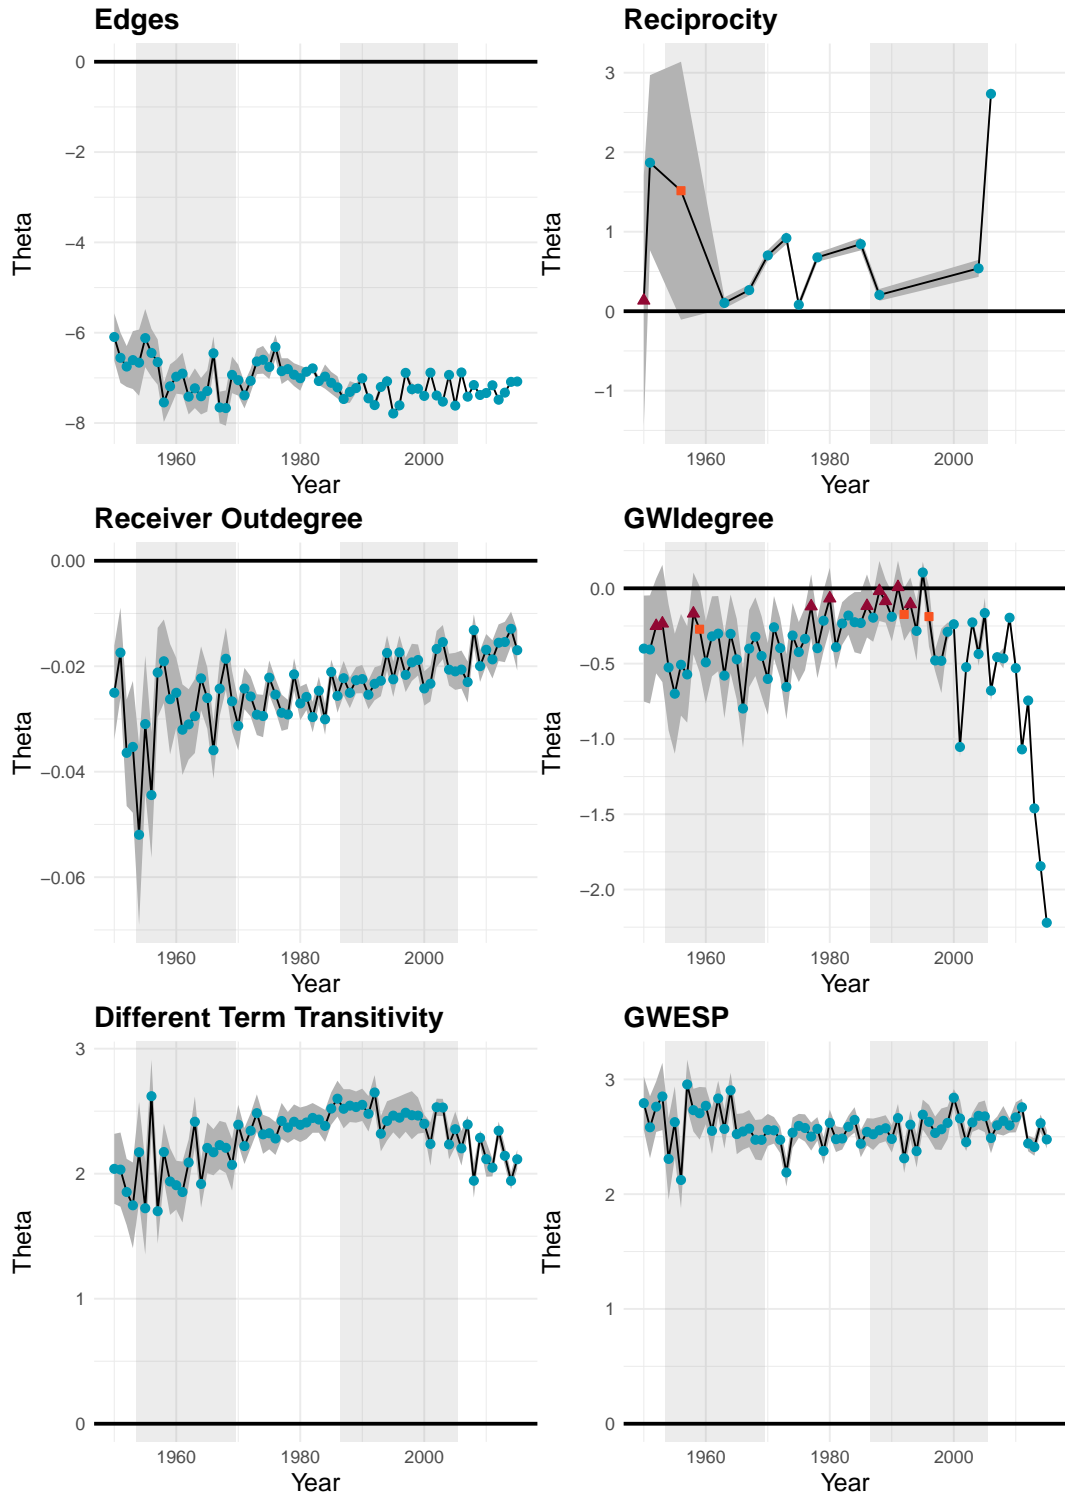 Edges
0
−2
−4
−6
−8
Theta
1960 1980 2000
Year
Reciprocity
3
2
1
0
−1
Theta
1960 1980 2000
Year
Receiver Outdegree
0.00
−0.02
−0.04
−0.06
Theta
1960 1980 2000
Year
GWIdegree
0.0
−0.5
−1.0
−1.5
−2.0
Theta
1960 1980 2000
Year
Different Term Transitivity
3
2
1
0
Theta
1960 1980 2000
Year
GWESP
3
2
1
0
Theta
1960 1980 2000
Year